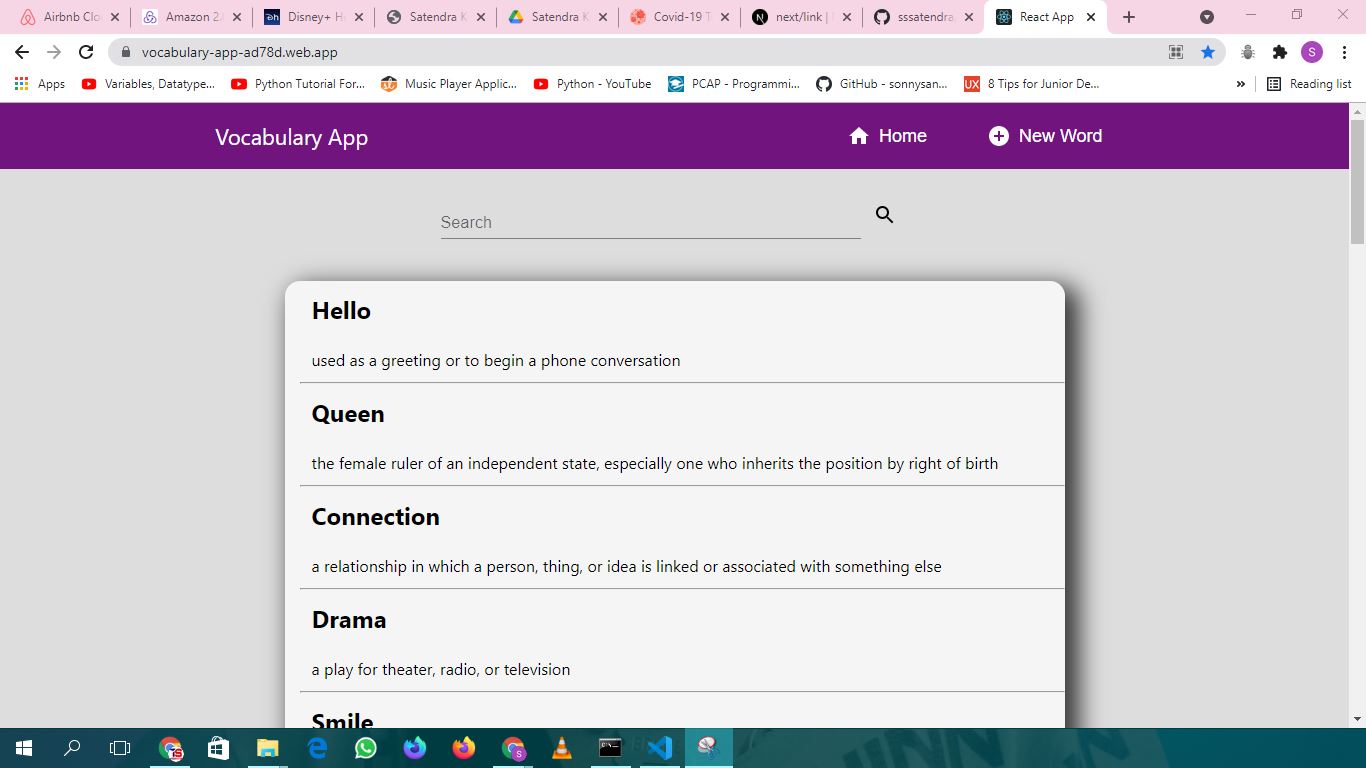 Airbnb Clo
Amazon 2.
Disney+ H
Satendra K
Satendra K
Covid-19 T
next/link |
sssatendra
React App
vocabulary-app-ad78d.web.app
S
Apps
Variables, Datatype...
Python Tutorial For...
Music Player Applic...
Python - YouTube
PCAP - Programmi...
GitHub - sonnysan...
UX
8 Tips for Junior De...
»
Reading list
Vocabulary App
Home
New Word
Search
Hello
used as a greeting or to begin a phone conversation
Queen
the female ruler of an independent state, especially one who inherits the position by right of birth
Connection
a relationship in which a person, thing, or idea is linked or associated with something else
Drama
a play for theater, radio, or television
Smile